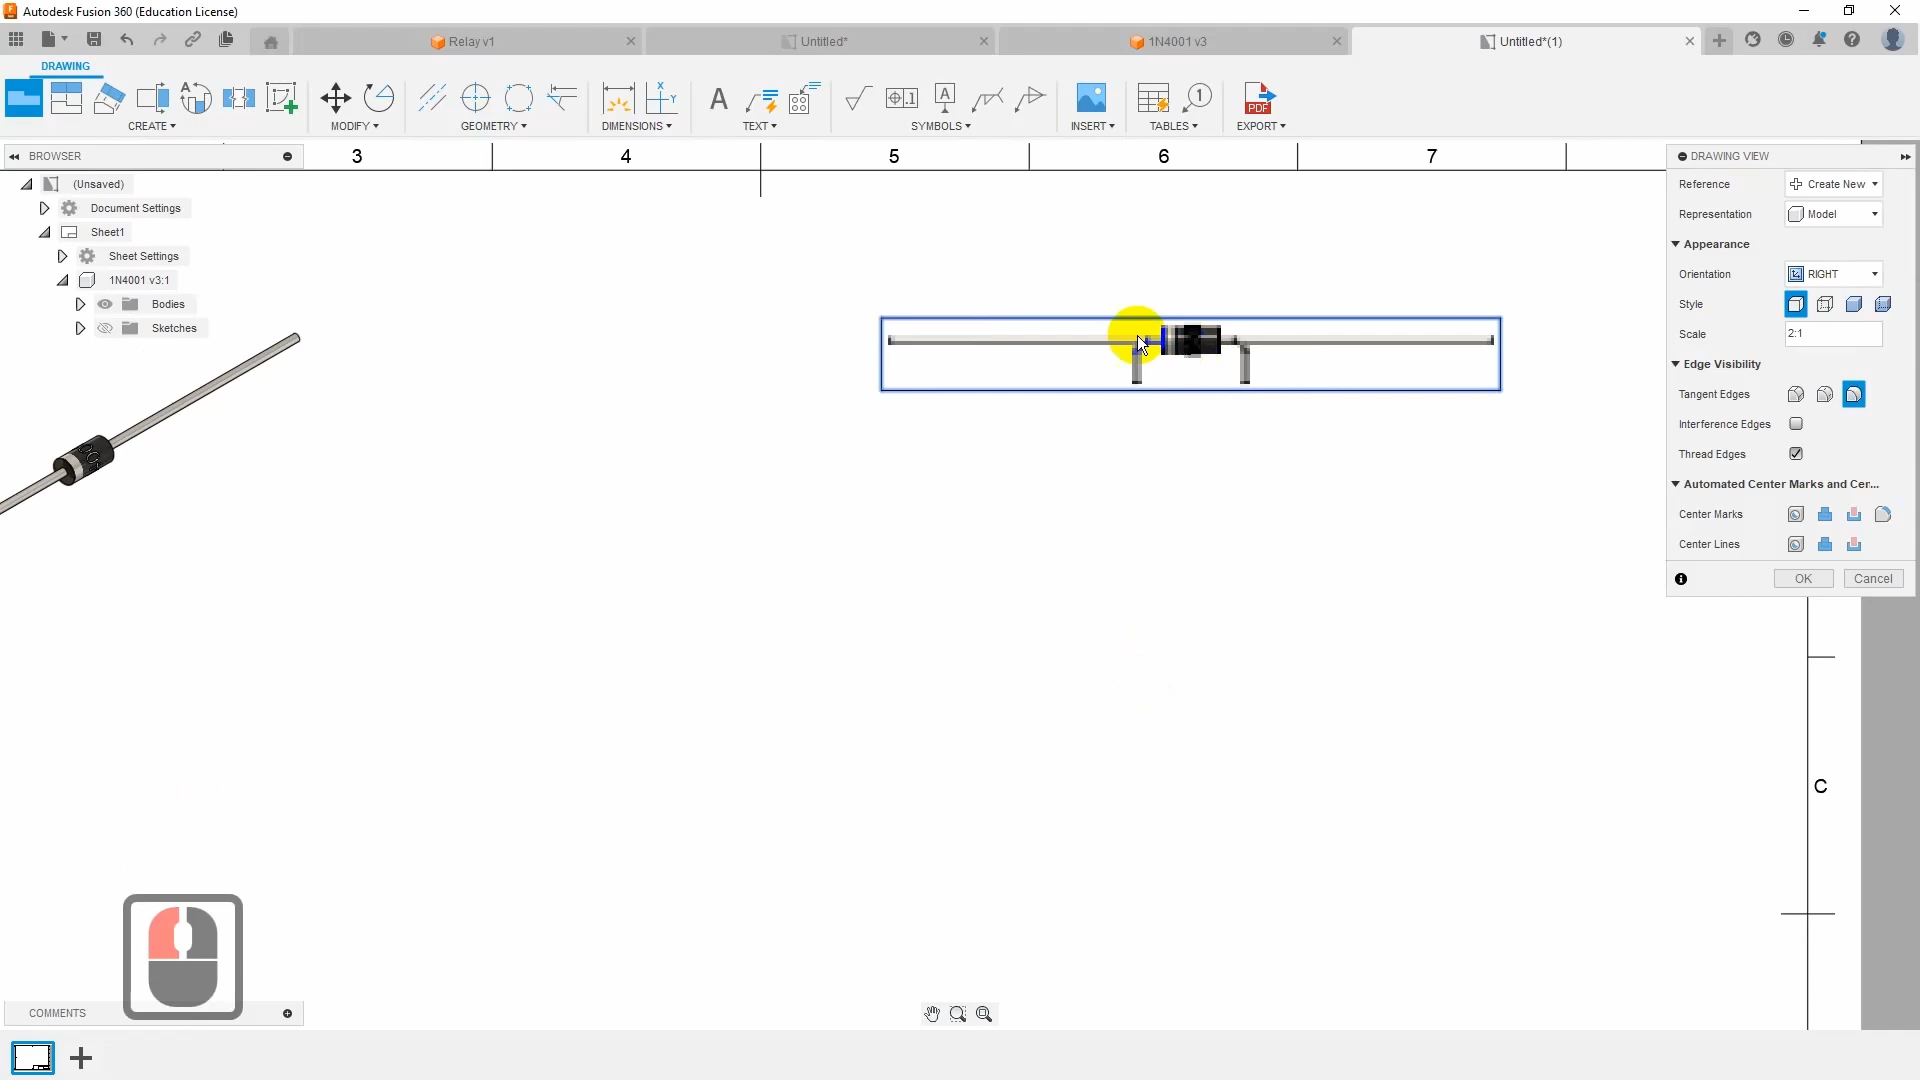 Autodesk Fusion 360 (Education License)
Relay v1
Untitled*
1N4001 v3
Untitled*(1)
DRAWING
CREATE
MODIFY
GEOMETRY
DIMENSIONS
TEXT
SYMBOLS
INSERT
TABLES
EXPORT
BROWSER
3
4
5
6
7
DRAWING VIEW
(Unsaved)
Document Settings
Sheet1
Sheet Settings
1N4001 v3:1
Bodies
Sketches
Reference
Create New
Representation
Model
Appearance
Orientation
RIGHT
Style
Scale
2:1
Edge Visibility
Tangent Edges
Interference Edges
Thread Edges
Automated Center Marks and Cer...
Center Marks
Center Lines
OK
Cancel
C
COMMENTS